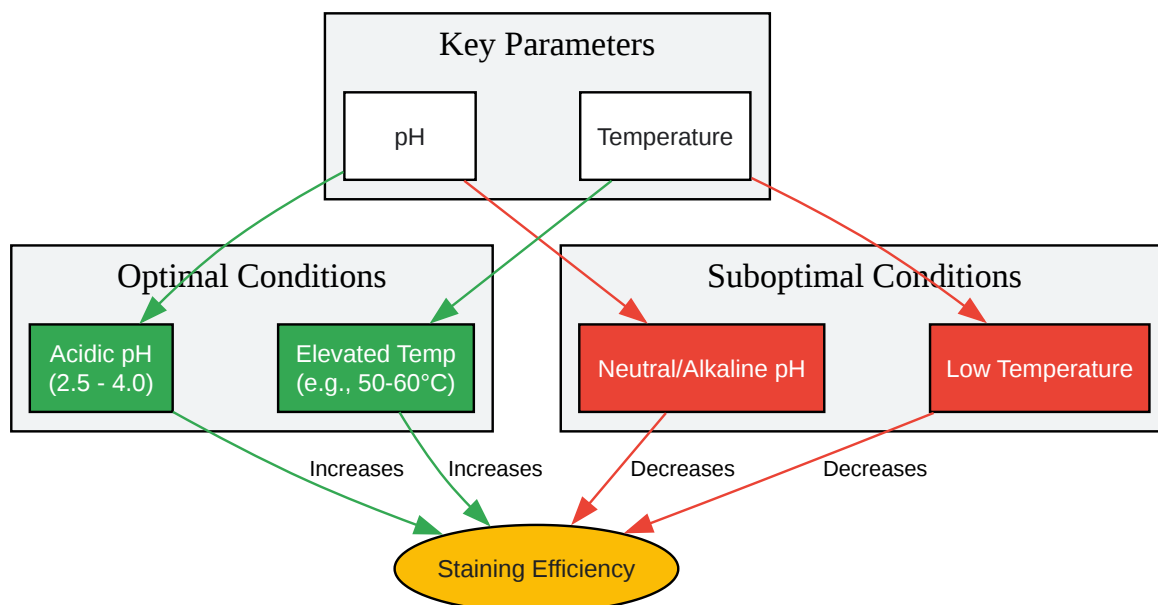 Key Parameters
pH
Temperature
Optimal Conditions
Suboptimal Conditions
Acidic pH
(2.5 - 4.0)
Elevated Temp
(e.g., 50-60°C)
Neutral/Alkaline pH
Low Temperature
Increases
Increases
Decreases
Decreases
Staining Efficiency